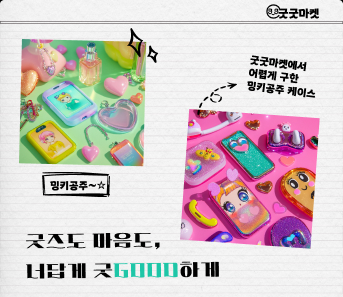 굿굿마켓
굿굿마켓에서
어렵게 구한
밍키공주 케이스
밍키공주~☆
굿즈도 마음도,
너답게 굿GOOD하게